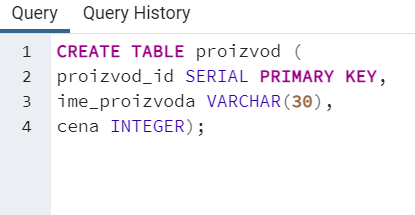 Query Query History
1 CREATE TABLE proizvod (
2 proizvod_id SERIAL PRIMARY KEY,
3 ime_proizvoda VARCHAR(30),
4 cena INTEGER);